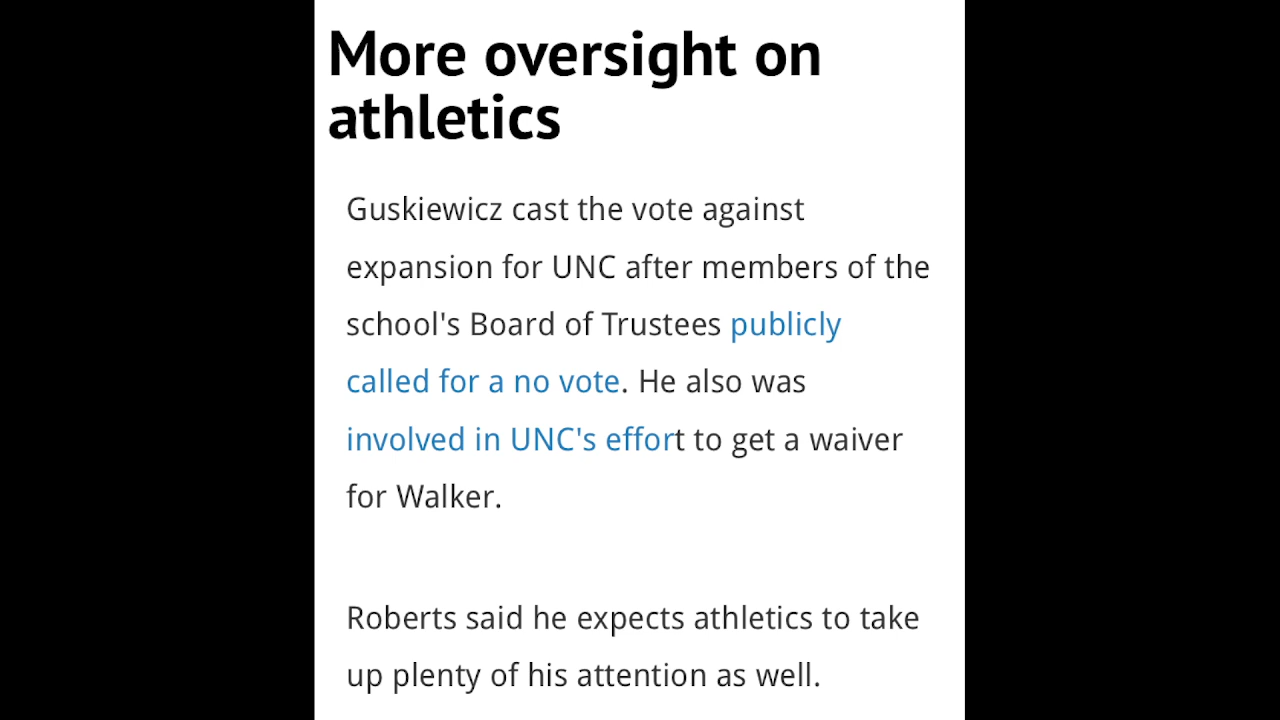 More oversight on
athletics
Guskiewicz cast the vote against
expansion for UNC after members of the
school's Board of Trustees publicly
called for a no vote. He also was
involved in UNC's effort to get a waiver
for Walker.
Roberts said he expects athletics to take
up plenty of his attention as well.